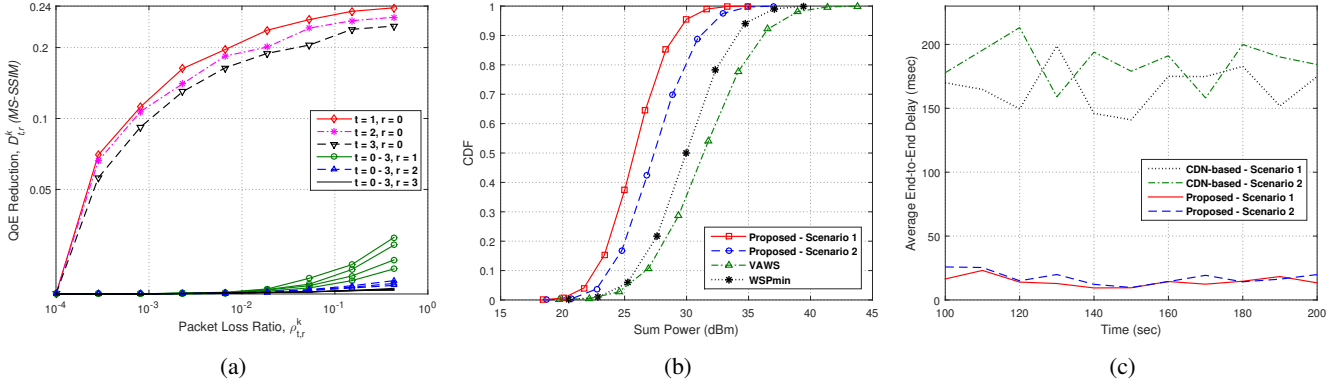 0.24
0.2
0.1
0.05
QoE Reduction, D^k_{t,r} (MS-SSIM)
t = 1, r = 0
t = 2, r = 0
t = 3, r = 0
t = 0 - 3, r = 1
t = 0 - 3, r = 2
t = 0 - 3, r = 3
10^-4
10^-3
10^-2
10^-1
10^0
Packet Loss Ratio, ρ^k_{t,r}
(a)
1
0.9
0.8
0.7
0.6
0.5
0.4
0.3
0.2
0.1
0
CDF
Proposed - Scenario 1
Proposed - Scenario 2
VAWS
WSPmin
15 20 25 30 35 40 45
Sum Power (dBm)
(b)
200
150
100
50
0
Average End-to-End Delay (msec)
CDN-based - Scenario 1
CDN-based - Scenario 2
Proposed - Scenario 1
Proposed - Scenario 2
100 120 140 160 180 200
Time (sec)
(c)